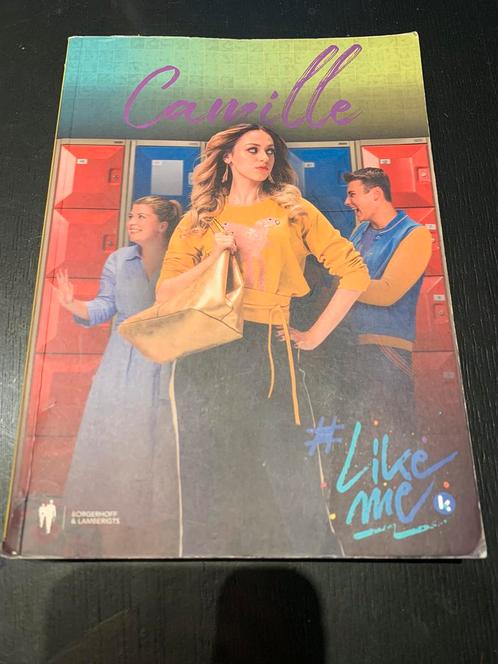 Camille
#Like
me
k
BORGERHOFF
& LAMBERIGTS